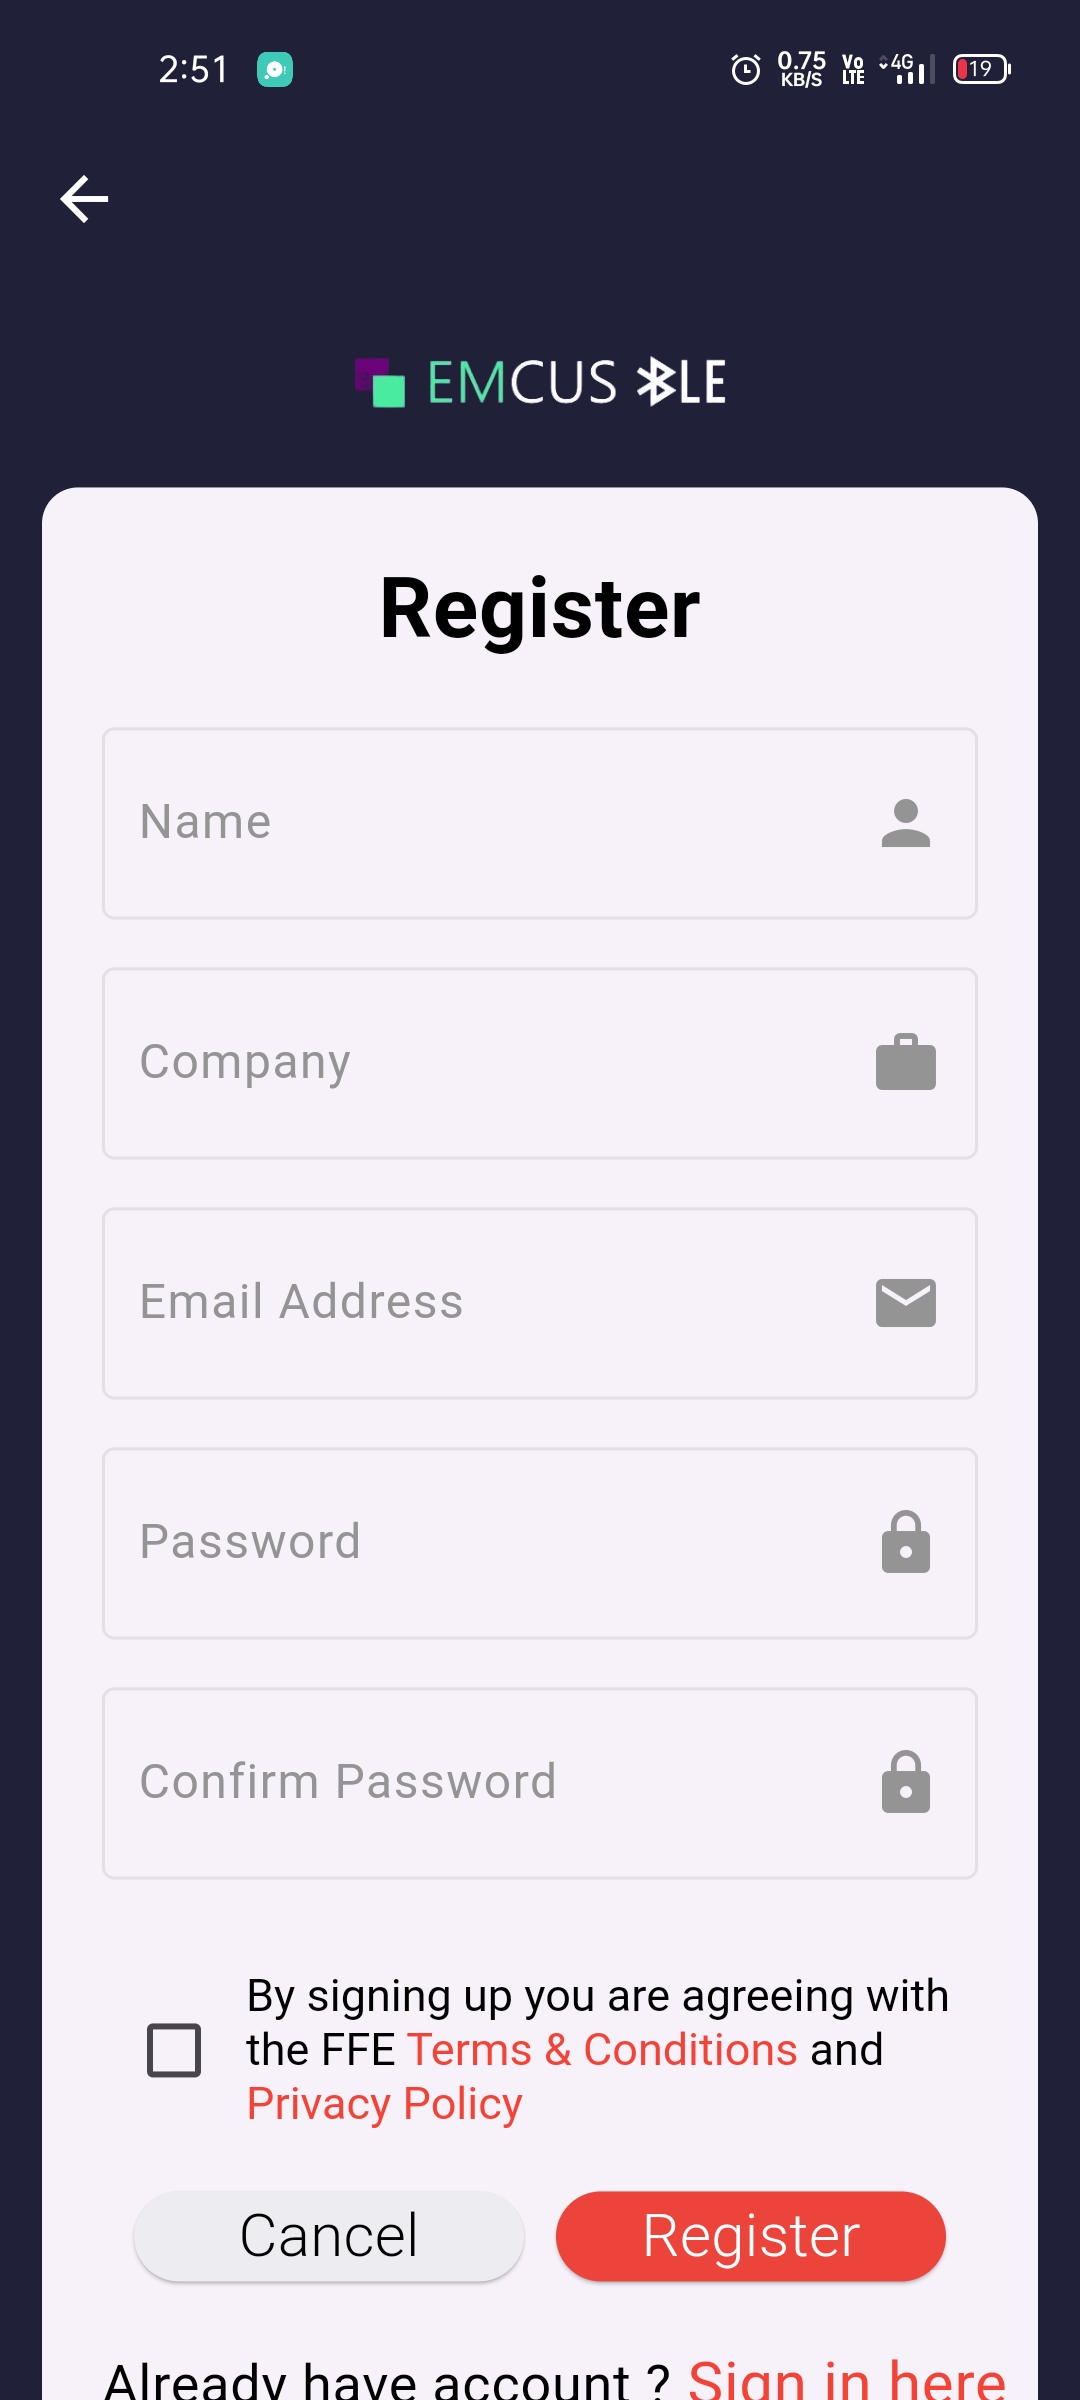 2:51
0.75
KB/S
Vo
LTE
4G
19
EMCUS BLE
Register
Name
Company
Email Address
Password
Confirm Password
By signing up you are agreeing with
the FFE Terms & Conditions and
Privacy Policy
Cancel
Register
Already have account ? Sign in here